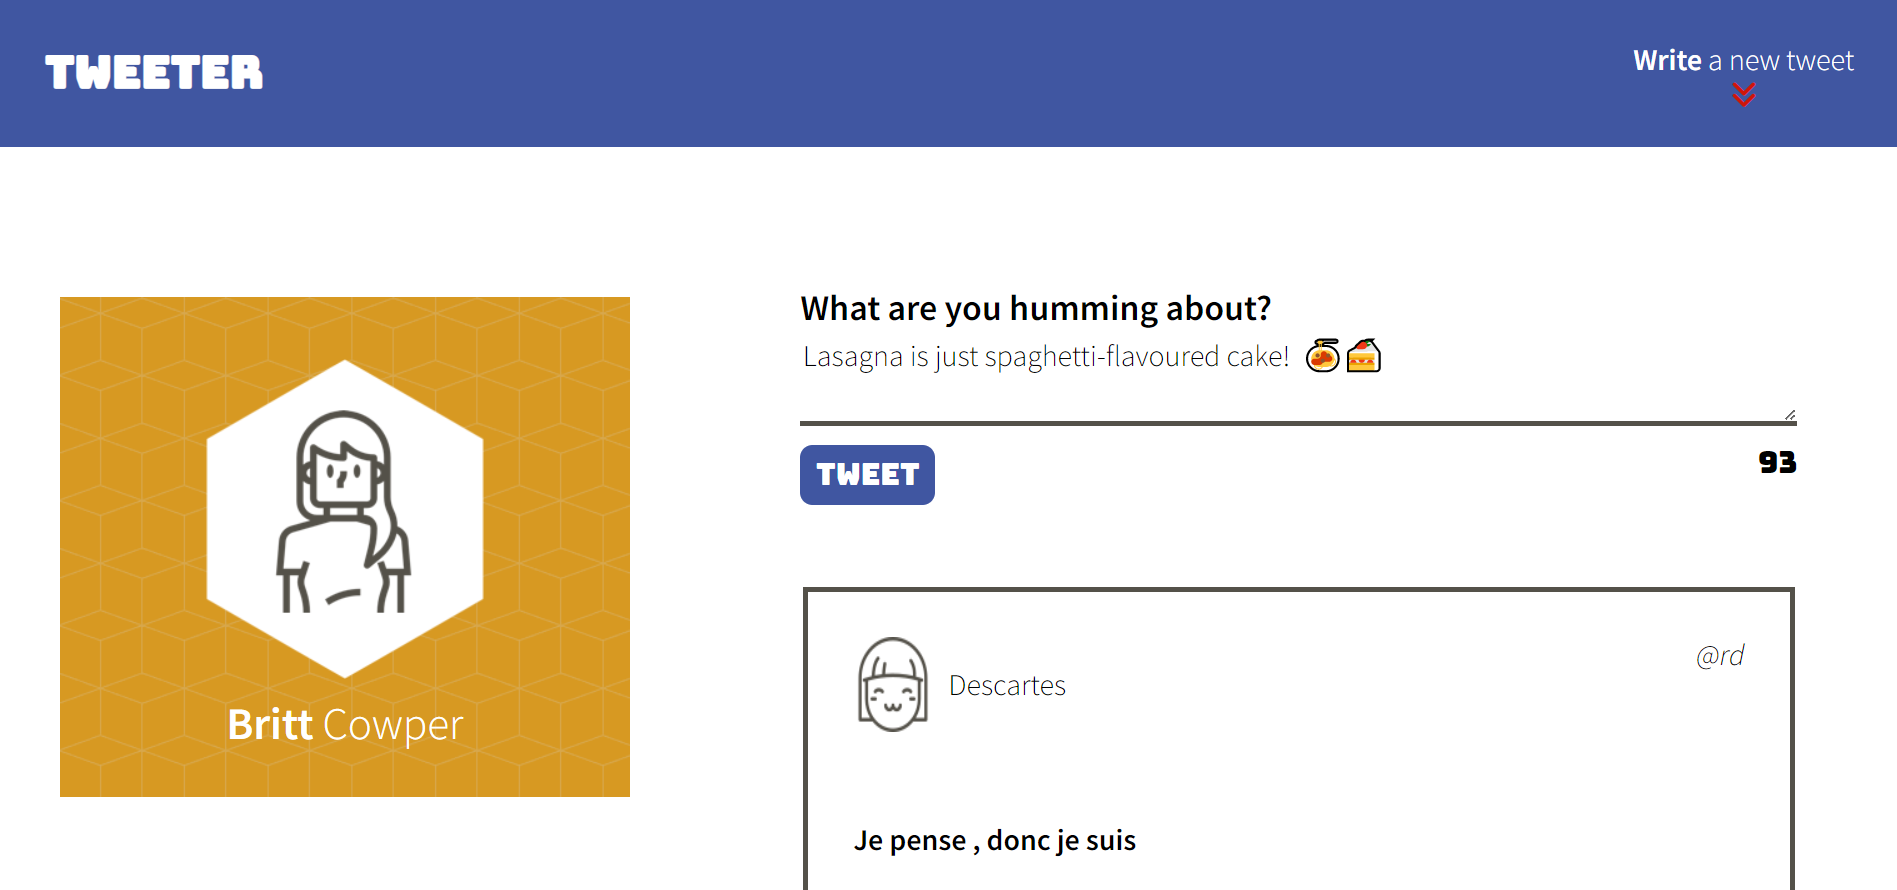 TWEETER
Write a new tweet
Britt Cowper
What are you humming about?
Lasagna is just spaghetti-flavoured cake! 🍝🍰
TWEET
93
Descartes
@rd
Je pense , donc je suis